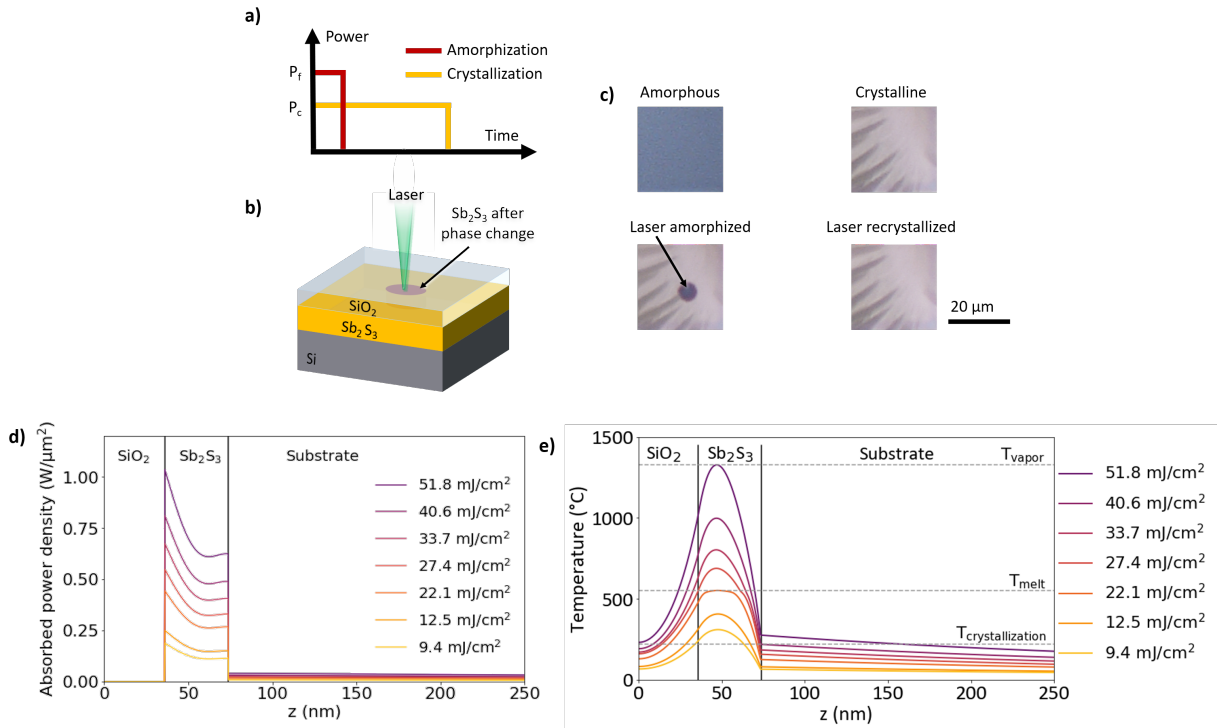 a)
Power
Amorphization
Crystallization
P_f
P_c
Time
b)
Laser
Sb₂S₃ after
phase change
SiO₂
Sb₂S₃
Si
c)
Amorphous
Crystalline
Laser amorphized
Laser recrystallized
20 µm
d)
Absorbed power density (W/µm²)
1.00
0.75
0.50
0.25
0.00
SiO₂
Sb₂S₃
Substrate
51.8 mJ/cm²
40.6 mJ/cm²
33.7 mJ/cm²
27.4 mJ/cm²
22.1 mJ/cm²
12.5 mJ/cm²
9.4 mJ/cm²
0 50 100 150 200 250
z (nm)
e)
Temperature (°C)
1500
1000
500
0
SiO₂
Sb₂S₃
Substrate
T_vapor
T_melt
T_crystallization
51.8 mJ/cm²
40.6 mJ/cm²
33.7 mJ/cm²
27.4 mJ/cm²
22.1 mJ/cm²
12.5 mJ/cm²
9.4 mJ/cm²
0 50 100 150 200 250
z (nm)